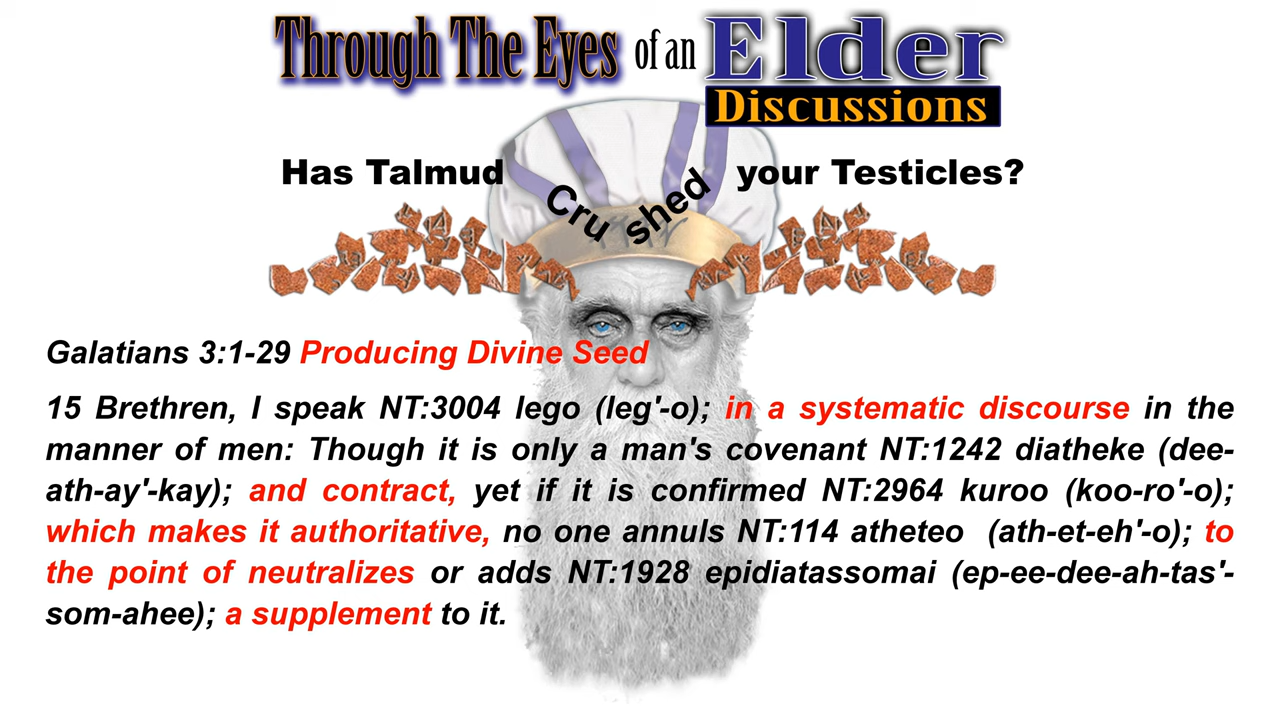 Through The Eyes of an Elder
Discussions
Has Talmud Crushed your Testicles?
Galatians 3:1-29 Producing Divine Seed
15 Brethren, I speak NT:3004 lego (leg'-o); in a systematic discourse in the
manner of men: Though it is only a man's covenant NT:1242 diatheke (dee-
ath-ay'-kay); and contract, yet if it is confirmed NT:2964 kuroo (koo-ro'-o);
which makes it authoritative, no one annuls NT:114 atheteo (ath-et-eh'-o); to
the point of neutralizes or adds NT:1928 epidiatassomai (ep-ee-dee-ah-tas'-
som-ahee); a supplement to it.